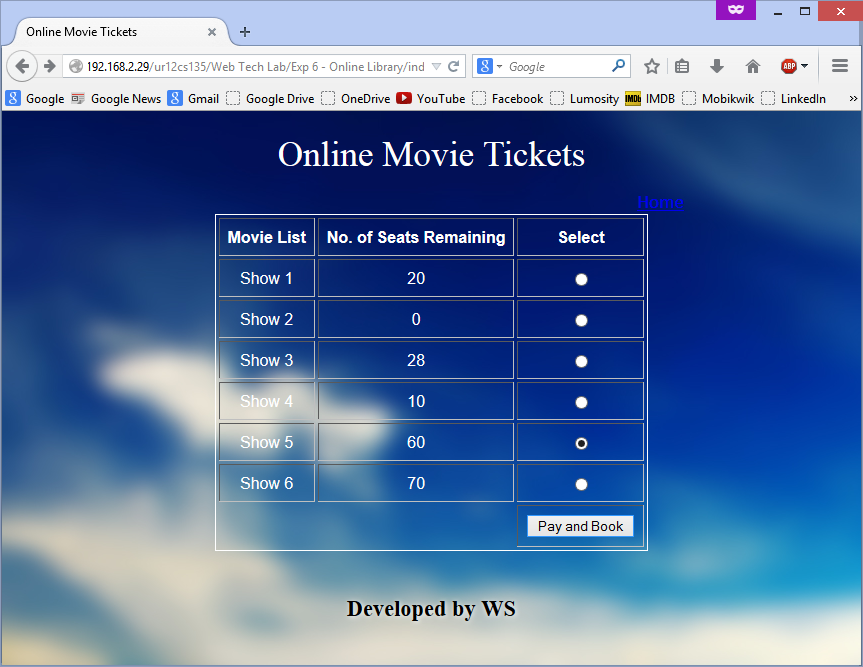 Online Movie Tickets
192.168.2.29/ur12cs135/Web Tech Lab/Exp 6 - Online Library/ind
Google
ABP
Google Google News Gmail Google Drive OneDrive YouTube Facebook Lumosity IMDB Mobikwik LinkedIn »
Online Movie Tickets
Home
Movie List No. of Seats Remaining Select
Show 1 20
Show 2 0
Show 3 28
Show 4 10
Show 5 60
Show 6 70
Pay and Book
Developed by WS